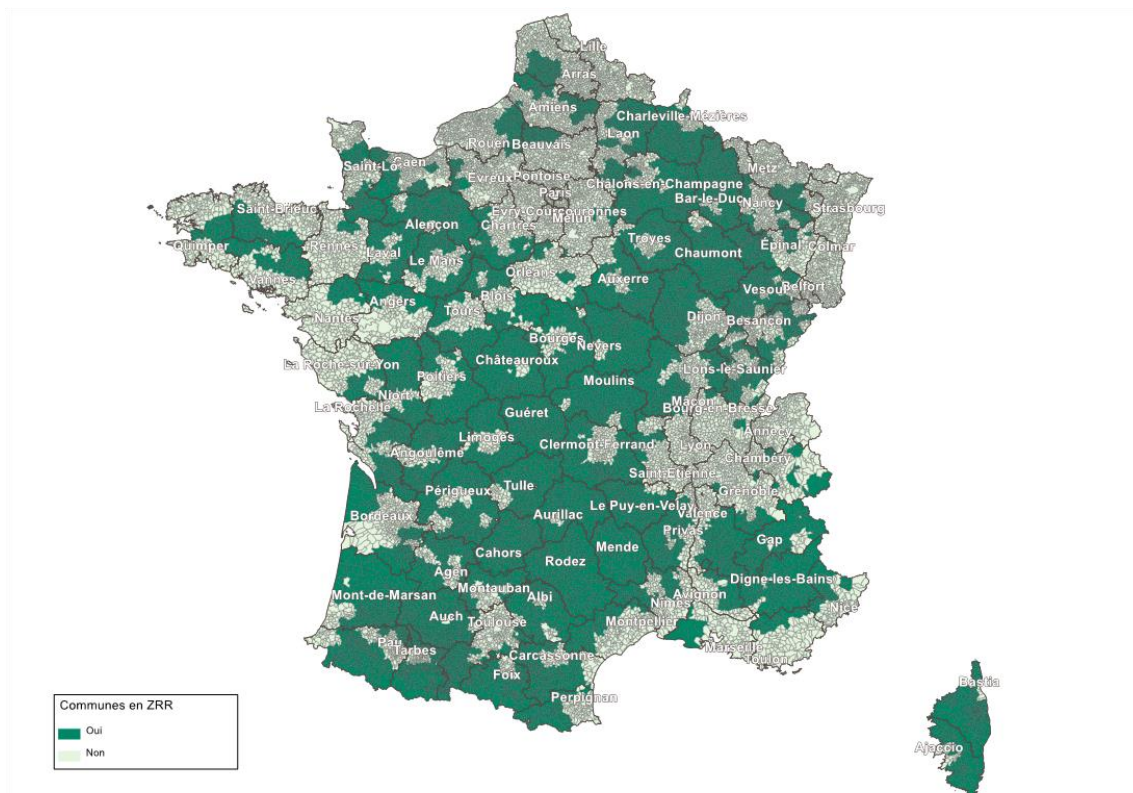 Lille
Arras
Amiens
Charleville-Mézières
Laon
Rouen
Beauvais
Saint-Lô
Caen
Evreux
Pontoise
Metz
Châlons-en-Champagne
Paris
Bar-le-Duc
Nancy
Strasbourg
Saint-Brieuc
Alençon
Évry-Courcouronnes
Melun
Chartres
Troyes
Quimper
Rennes
Laval
Le Mans
Chaumont
Épinal
Colmar
Vannes
Orléans
Auxerre
Angers
Blois
Vesoul
Belfort
Nantes
Tours
Dijon
Besançon
Bourges
Nevers
La Roche-sur-Yon
Châteauroux
Lons-le-Saunier
Poitiers
Moulins
Niort
Mâcon
La Rochelle
Guéret
Bourg-en-Bresse
Annecy
Limoges
Clermont-Ferrand
Lyon
Angoulême
Chambéry
Saint-Etienne
Périgueux
Tulle
Grenoble
Le Puy-en-Velay
Valence
Bordeaux
Aurillac
Privas
Gap
Cahors
Mende
Rodez
Agen
Digne-les-Bains
Montauban
Mont-de-Marsan
Albi
Avignon
Nîmes
Nice
Auch
Toulouse
Montpellier
Pau
Tarbes
Carcassonne
Marseille
Toulon
Foix
Perpignan
Bastia
Ajaccio
Communes en ZRR
Oui
Non